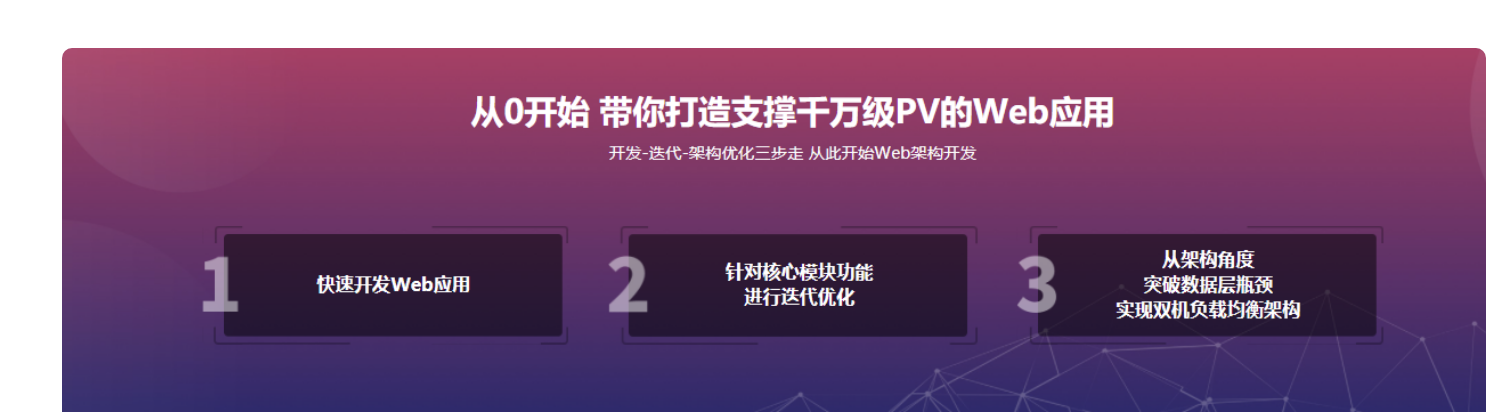 从0开始 带你打造支撑千万级PV的Web应用
开发-迭代-架构优化三步走 从此开始Web架构开发
1
快速开发Web应用
2
针对核心模块功能
进行迭代优化
3
从架构角度
突破数据层瓶颈
实现双机负载均衡架构